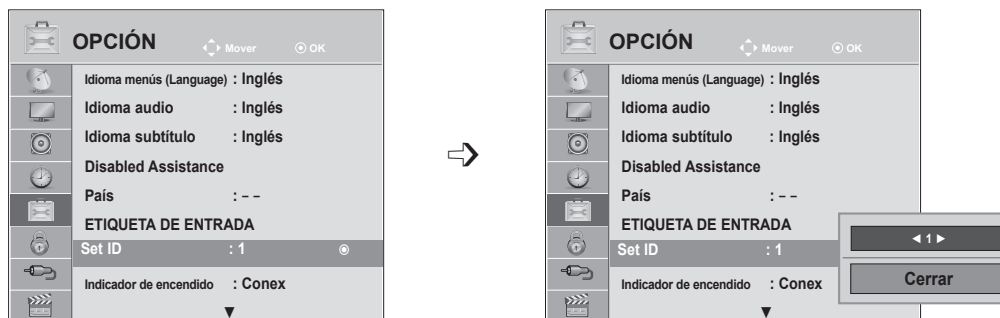 OPCIÓN Mover OK
Idioma menús (Language) : Inglés
Idioma audio : Inglés
Idioma subtítulo : Inglés
Disabled Assistance
País : – –
ETIQUETA DE ENTRADA
Set ID : 1
Indicador de encendido : Conex
OPCIÓN Mover OK
Idioma menús (Language) : Inglés
Idioma audio : Inglés
Idioma subtítulo : Inglés
Disabled Assistance
País : – –
ETIQUETA DE ENTRADA
Set ID : 1
Indicador de encendido : Conex
◀ 1 ▶
Cerrar